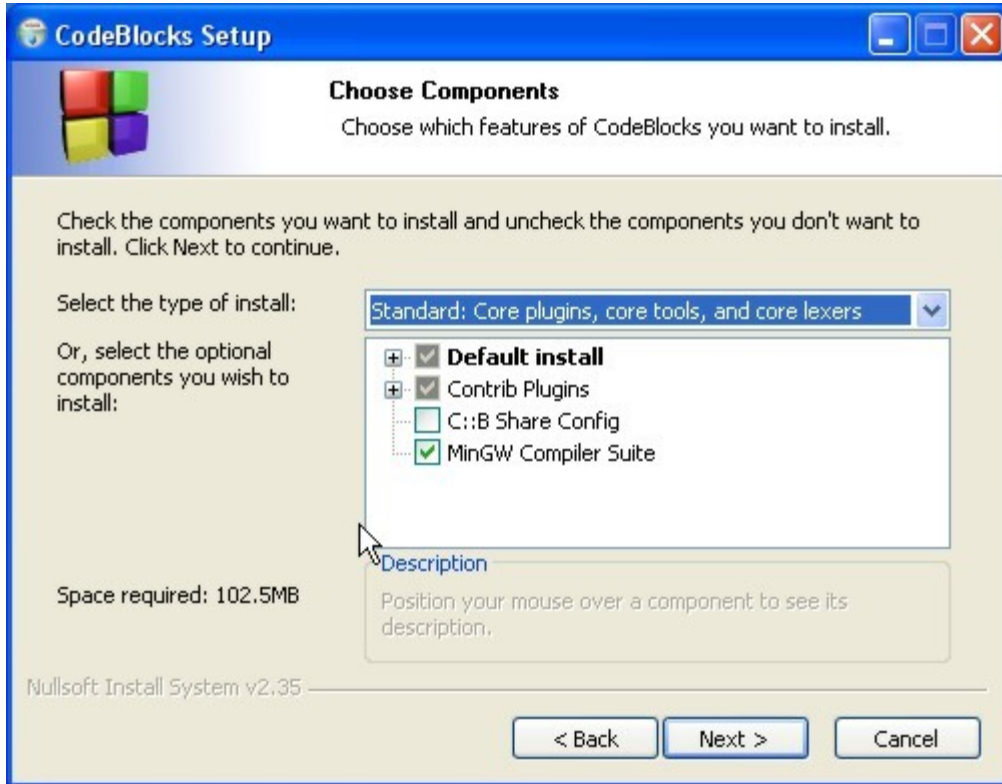 CodeBlocks Setup
Choose Components
Choose which features of CodeBlocks you want to install.
Check the components you want to install and uncheck the components you don't want to
install. Click Next to continue.
Select the type of install:
Standard: Core plugins, core tools, and core lexers
Or, select the optional
components you wish to
install:
Default install
Contrib Plugins
C::B Share Config
MinGW Compiler Suite
Space required: 102.5MB
Description
Position your mouse over a component to see its
description.
Nullsoft Install System v2.35
< Back
Next >
Cancel